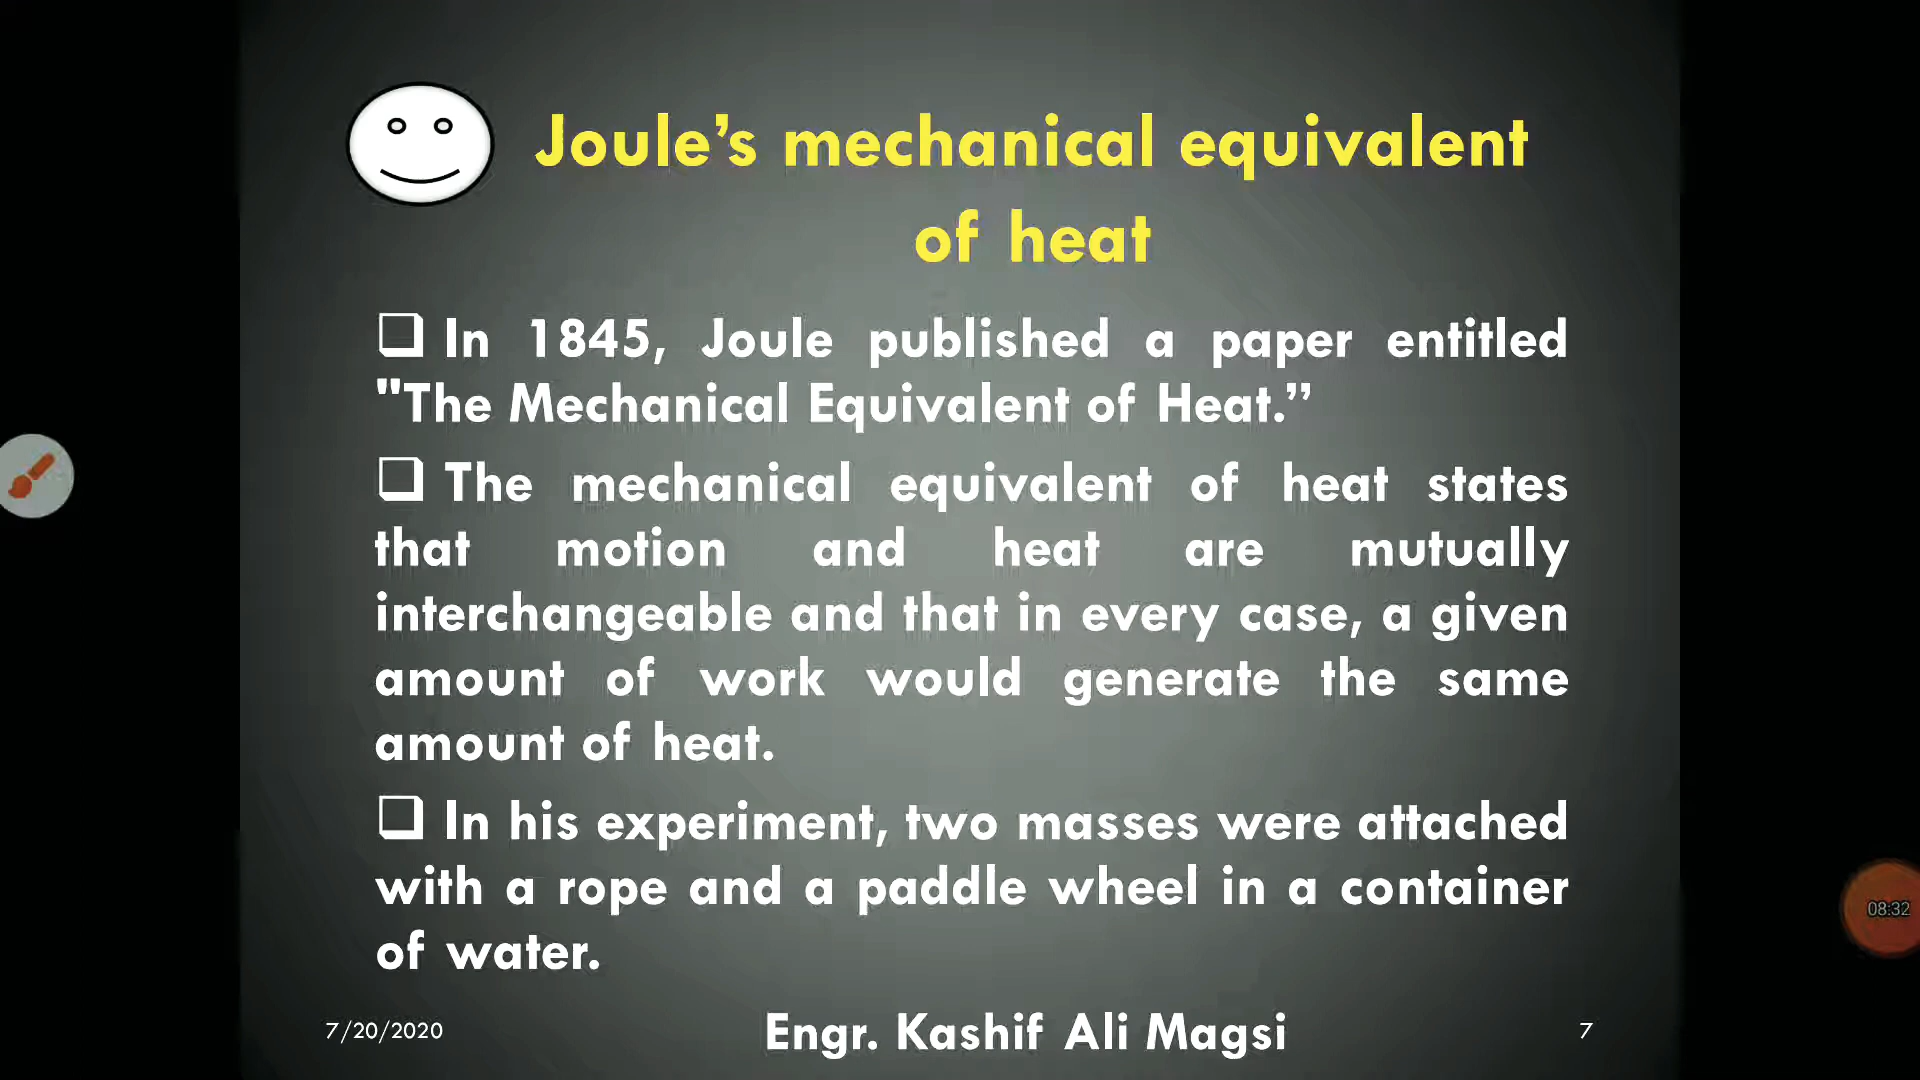 Joule’s mechanical equivalent
of heat
❑ In 1845, Joule published a paper entitled
"The Mechanical Equivalent of Heat.”
❑ The mechanical equivalent of heat states
that motion and heat are mutually
interchangeable and that in every case, a given
amount of work would generate the same
amount of heat.
❑ In his experiment, two masses were attached
with a rope and a paddle wheel in a container
of water.
08:32
7/20/2020 Engr. Kashif Ali Magsi 7